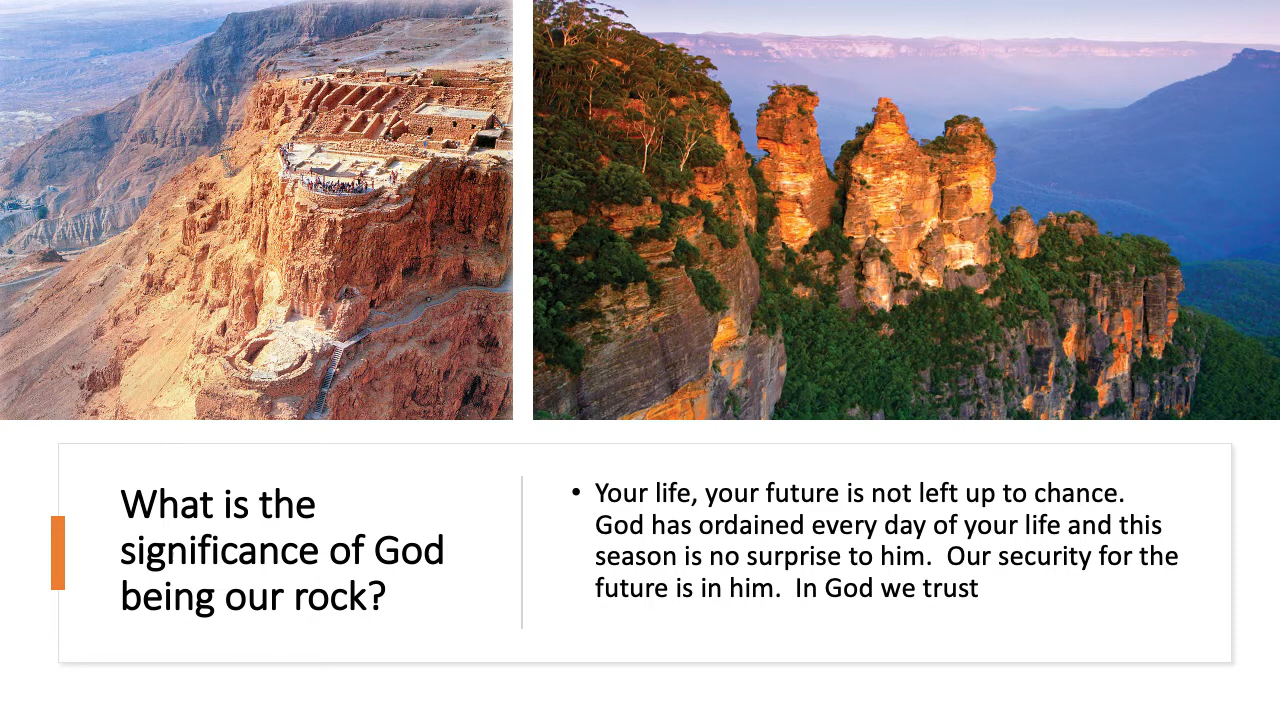 What is the
significance of God
being our rock?
• Your life, your future is not left up to chance.
God has ordained every day of your life and this
season is no surprise to him.  Our security for the
future is in him.  In God we trust